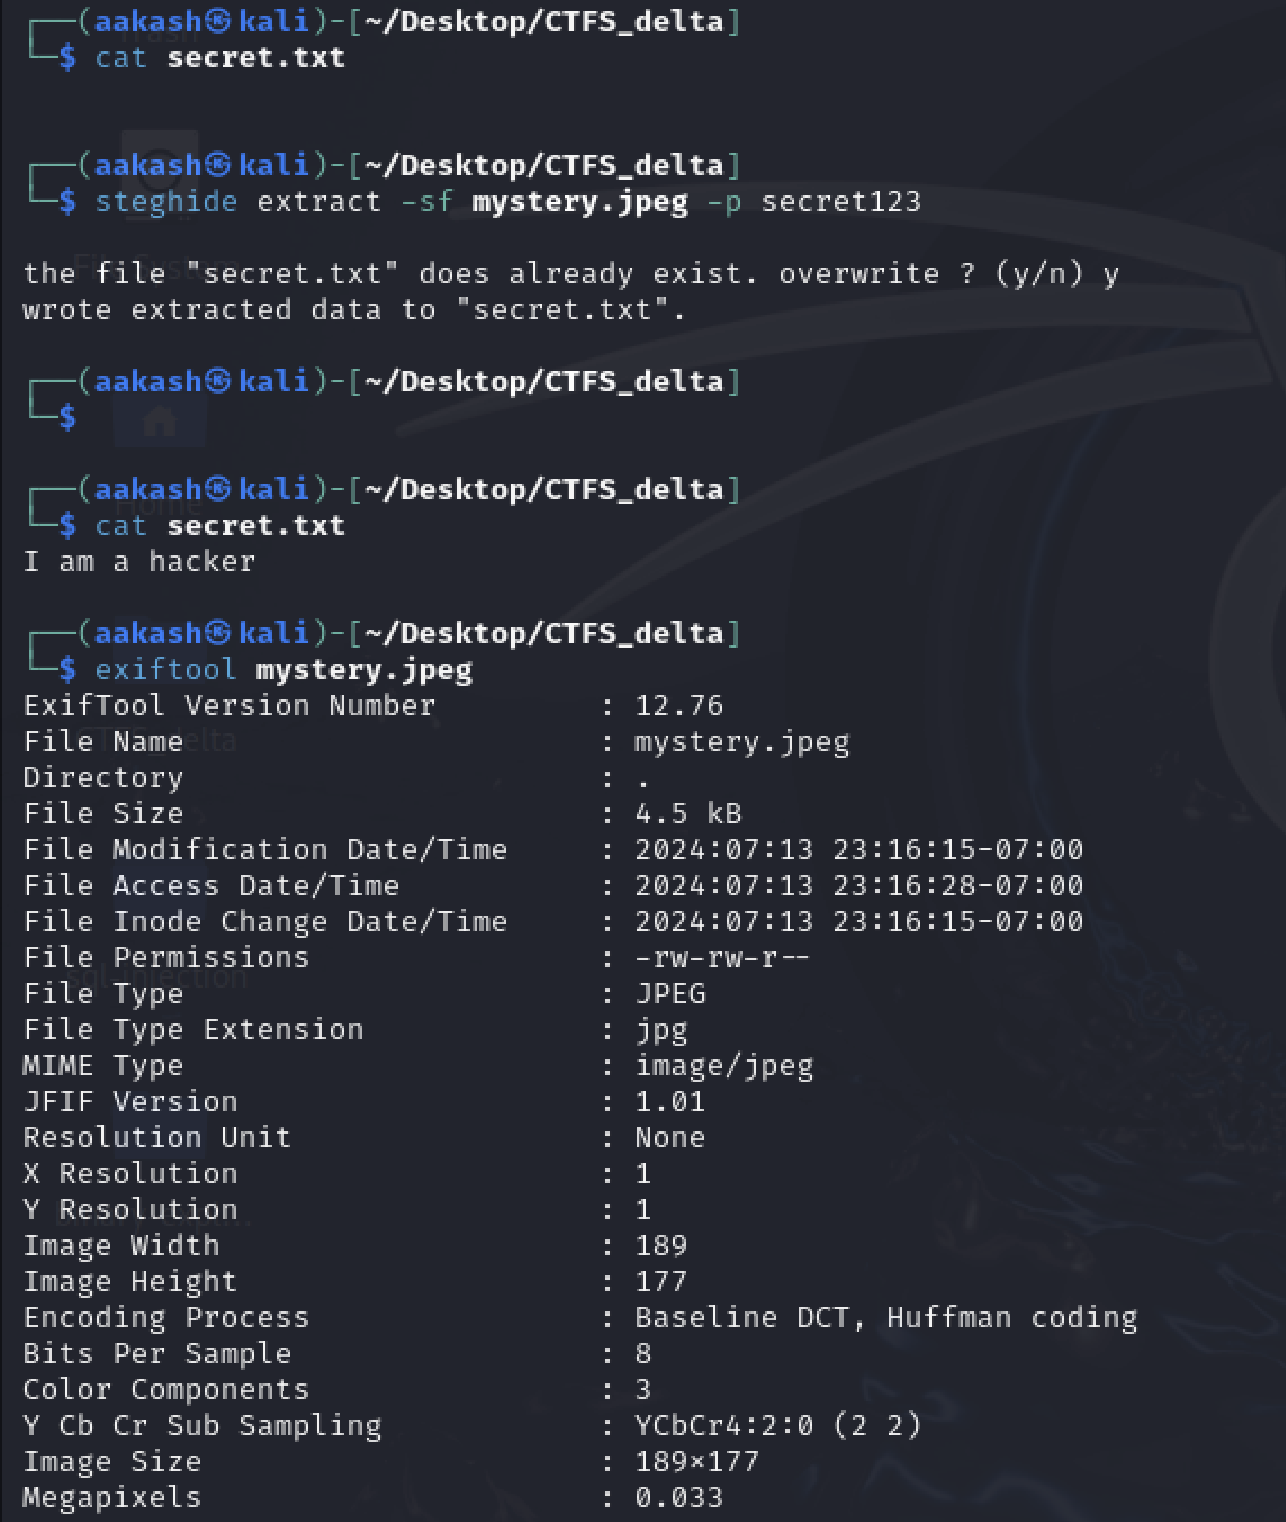 ┌──(aakash㉿kali)-[~/Desktop/CTFS_delta]
└─$ cat secret.txt
┌──(aakash㉿kali)-[~/Desktop/CTFS_delta]
└─$ steghide extract -sf mystery.jpeg -p secret123
the file "secret.txt" does already exist. overwrite ? (y/n) y
wrote extracted data to "secret.txt".
┌──(aakash㉿kali)-[~/Desktop/CTFS_delta]
└─$
┌──(aakash㉿kali)-[~/Desktop/CTFS_delta]
└─$ cat secret.txt
I am a hacker
┌──(aakash㉿kali)-[~/Desktop/CTFS_delta]
└─$ exiftool mystery.jpeg
ExifTool Version Number : 12.76
File Name : mystery.jpeg
Directory : .
File Size : 4.5 kB
File Modification Date/Time : 2024:07:13 23:16:15-07:00
File Access Date/Time : 2024:07:13 23:16:28-07:00
File Inode Change Date/Time : 2024:07:13 23:16:15-07:00
File Permissions : -rw-rw-r--
File Type : JPEG
File Type Extension : jpg
MIME Type : image/jpeg
JFIF Version : 1.01
Resolution Unit : None
X Resolution : 1
Y Resolution : 1
Image Width : 189
Image Height : 177
Encoding Process : Baseline DCT, Huffman coding
Bits Per Sample : 8
Color Components : 3
Y Cb Cr Sub Sampling : YCbCr4:2:0 (2 2)
Image Size : 189×177
Megapixels : 0.033